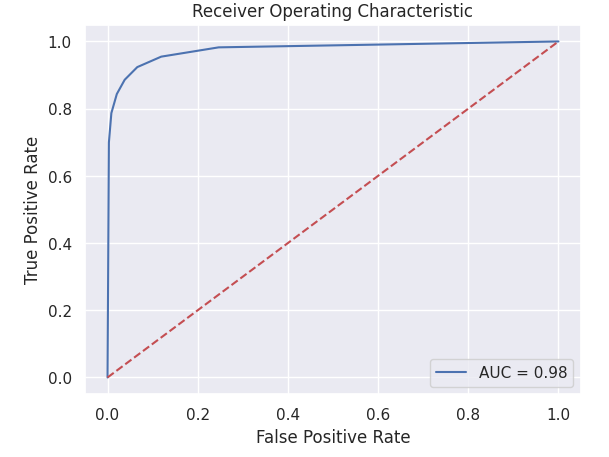 Receiver Operating Characteristic
True Positive Rate
1.0
0.8
0.6
0.4
0.2
0.0
AUC = 0.98
0.0 0.2 0.4 0.6 0.8 1.0
False Positive Rate